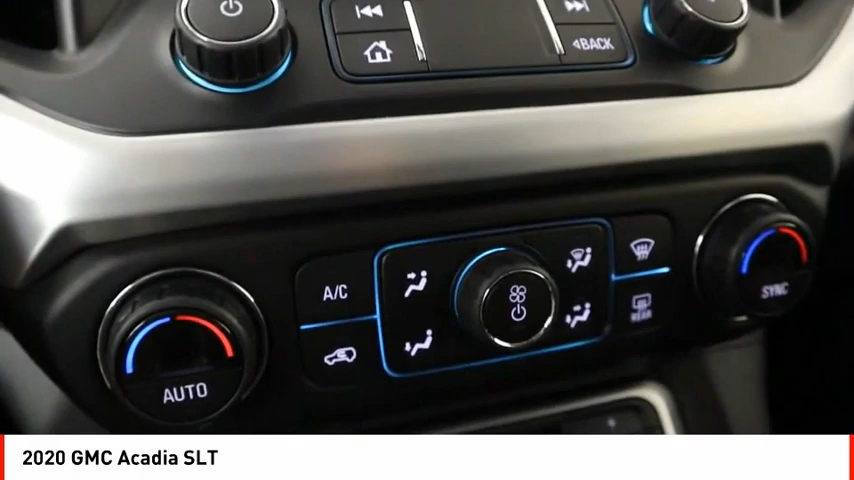 BACK
A/C
REAR
AUTO
SYNC
2020 GMC Acadia SLT